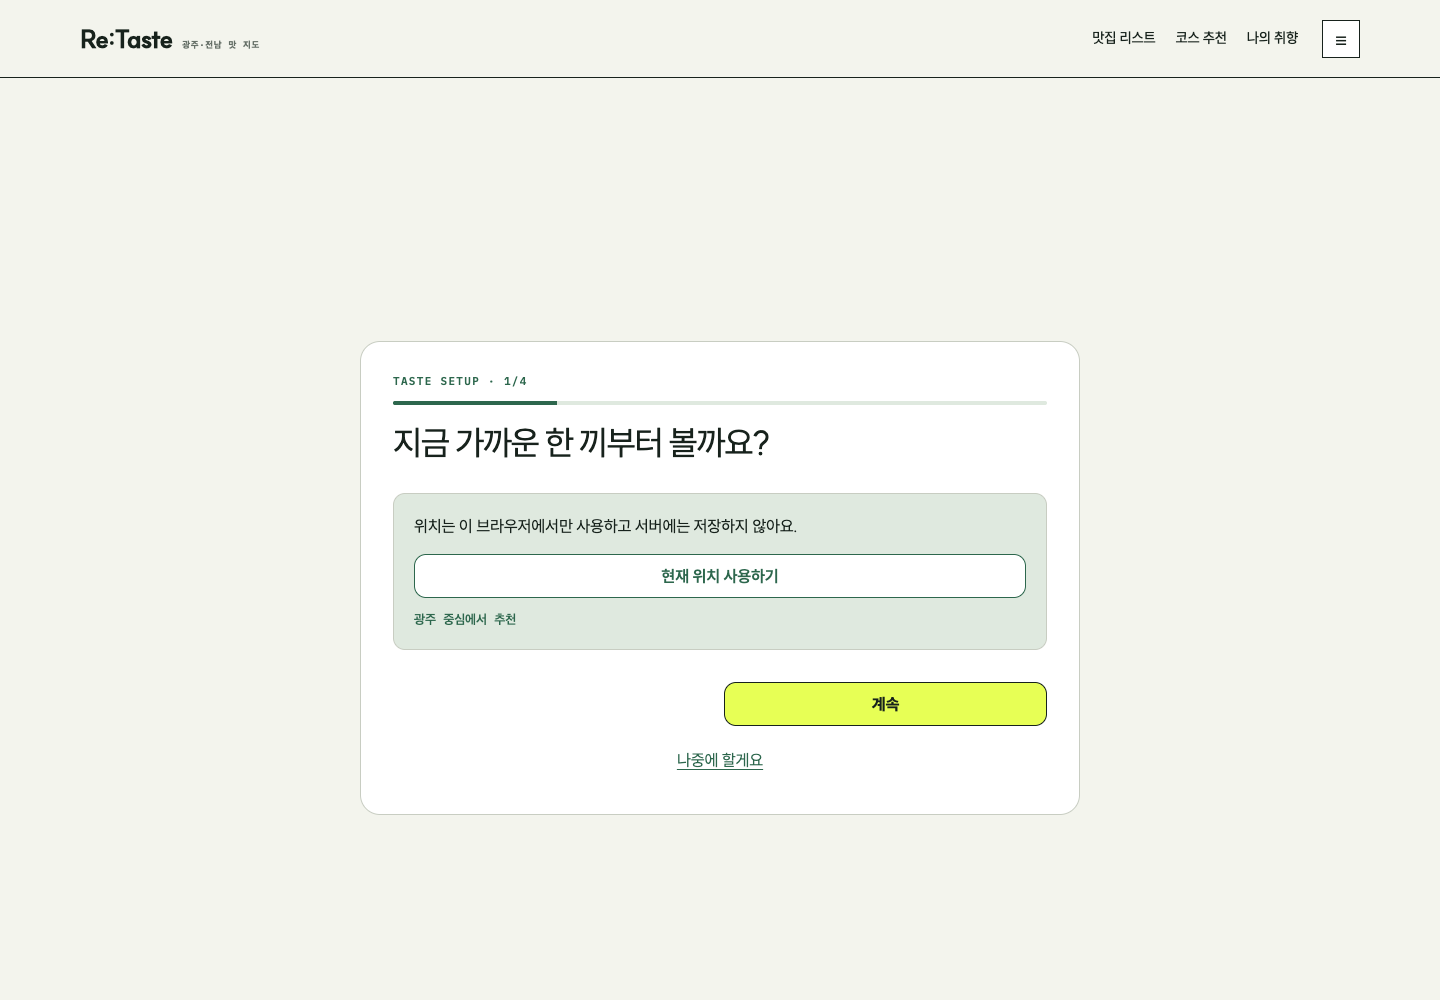 Re:Taste 광주·전남 맛 지도
맛집 리스트 코스 추천 나의 취향
TASTE SETUP · 1/4
지금 가까운 한 끼부터 볼까요?
위치는 이 브라우저에서만 사용하고 서버에는 저장하지 않아요.
현재 위치 사용하기
광주 중심에서 추천
계속
나중에 할게요